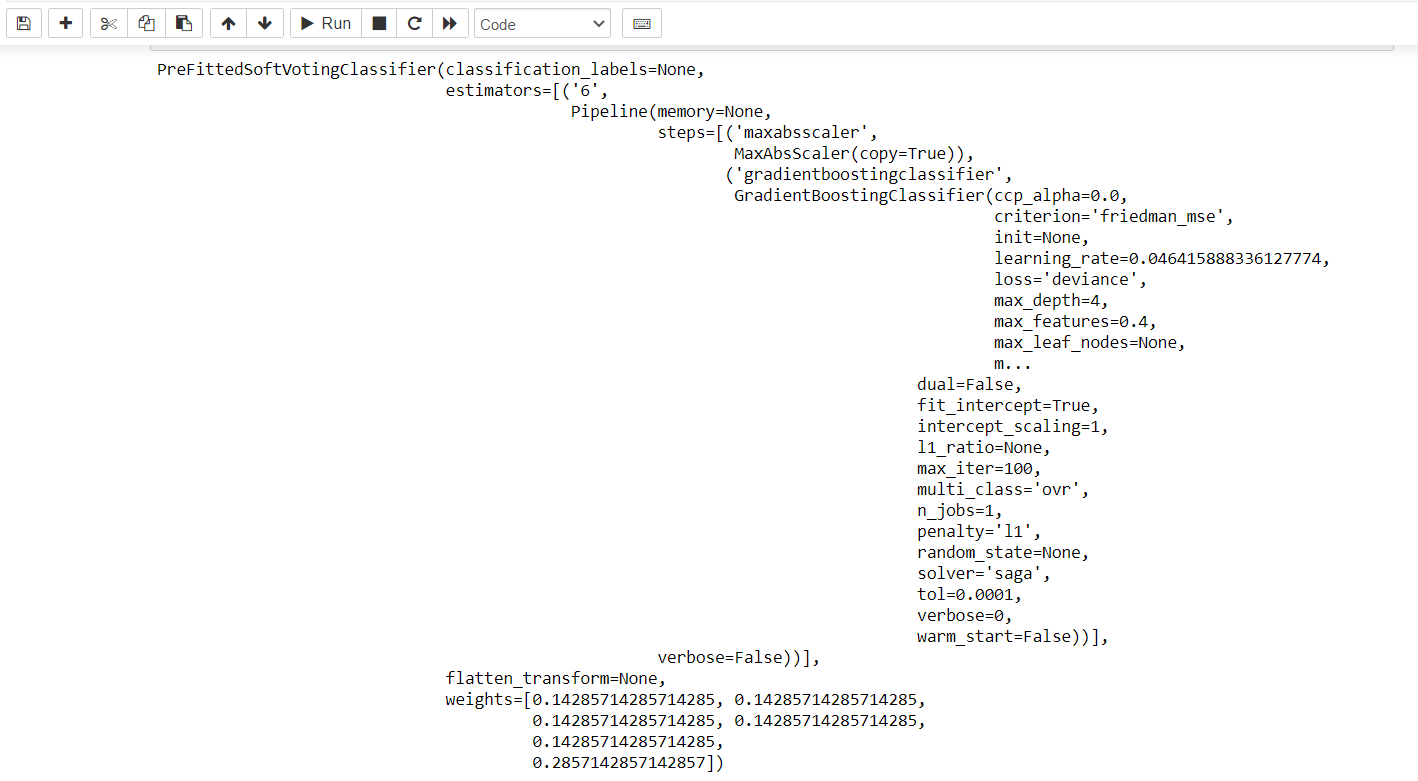 Run Code
PreFittedSoftVotingClassifier(classification_labels=None,
estimators=[('6',
Pipeline(memory=None,
steps=[('maxabsscaler',
MaxAbsScaler(copy=True)),
('gradientboostingclassifier',
GradientBoostingClassifier(ccp_alpha=0.0,
criterion='friedman_mse',
init=None,
learning_rate=0.046415888336127774,
loss='deviance',
max_depth=4,
max_features=0.4,
max_leaf_nodes=None,
m...
dual=False,
fit_intercept=True,
intercept_scaling=1,
l1_ratio=None,
max_iter=100,
multi_class='ovr',
n_jobs=1,
penalty='l1',
random_state=None,
solver='saga',
tol=0.0001,
verbose=0,
warm_start=False))],
verbose=False))],
flatten_transform=None,
weights=[0.14285714285714285, 0.14285714285714285,
0.14285714285714285, 0.14285714285714285,
0.14285714285714285,
0.2857142857142857])